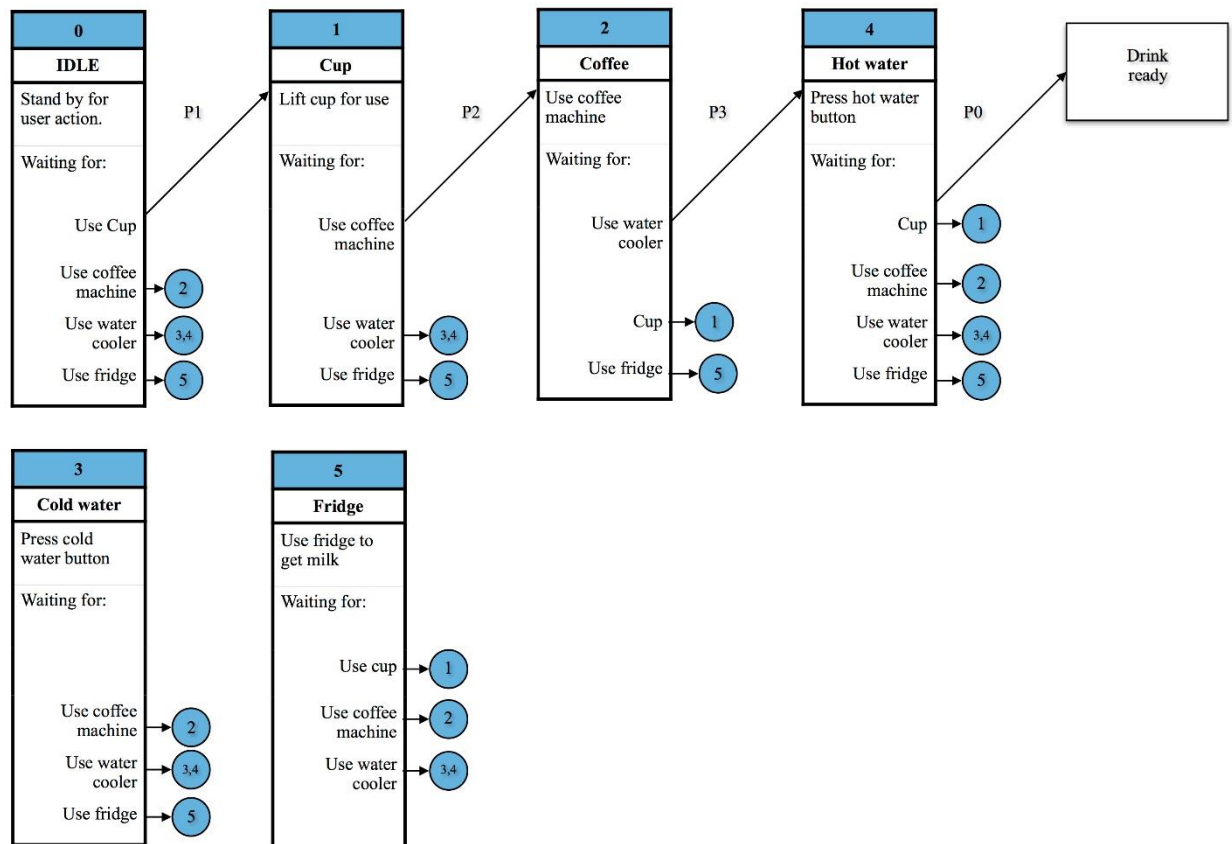 0
IDLE
Stand by for
user action.
Waiting for:
Use Cup
Use coffee
machine
2
Use water
cooler
3,4
Use fridge
5
P1
1
Cup
Lift cup for use
Waiting for:
Use coffee
machine
Use water
cooler
3,4
Use fridge
5
P2
2
Coffee
Use coffee
machine
Waiting for:
Use water
cooler
Cup
1
Use fridge
5
P3
4
Hot water
Press hot water
button
Waiting for:
Cup
1
Use coffee
machine
2
Use water
cooler
3,4
Use fridge
5
P0
Drink
ready
3
Cold water
Press cold
water button
Waiting for:
Use coffee
machine
2
Use water
cooler
3,4
Use fridge
5
5
Fridge
Use fridge to
get milk
Waiting for:
Use cup
1
Use coffee
machine
2
Use water
cooler
3,4